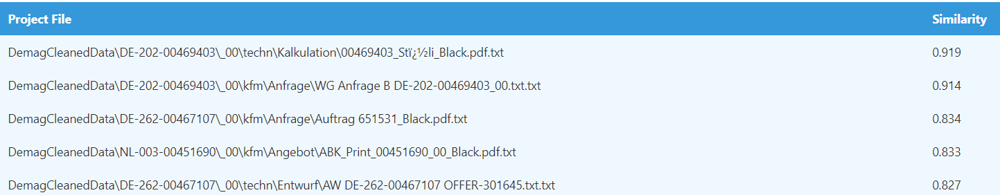 Project File Similarity
DemagCleanedData\DE-202-00469403\_00\techn\Kalkulation\00469403_Stï¿½li_Black.pdf.txt 0.919
DemagCleanedData\DE-202-00469403\_00\kfm\Anfrage\WG Anfrage B DE-202-00469403_00.txt.txt 0.914
DemagCleanedData\DE-262-00467107\_00\kfm\Anfrage\Auftrag 651531_Black.pdf.txt 0.834
DemagCleanedData\NL-003-00451690\_00\kfm\Angebot\ABK_Print_00451690_00_Black.pdf.txt 0.833
DemagCleanedData\DE-262-00467107\_00\techn\Entwurf\AW DE-262-00467107 OFFER-301645.txt.txt 0.827